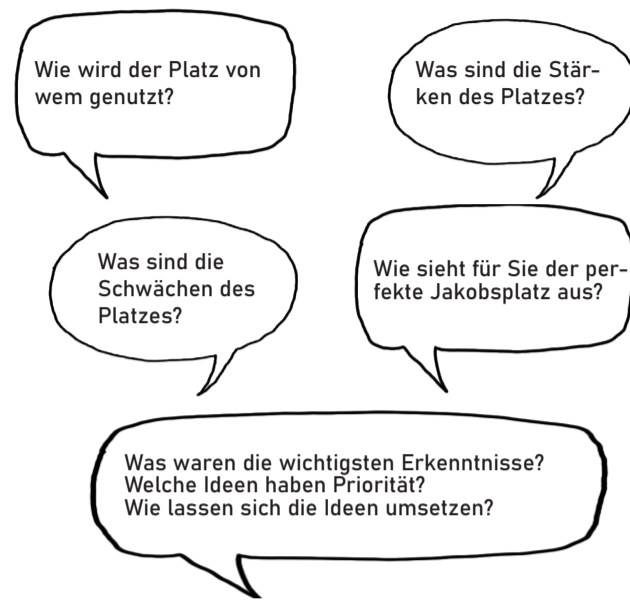 Wie wird der Platz von
wem genutzt?
Was sind die Stär-
ken des Platzes?
Was sind die
Schwächen des
Platzes?
Wie sieht für Sie der per-
fekte Jakobsplatz aus?
Was waren die wichtigsten Erkenntnisse?
Welche Ideen haben Priorität?
Wie lassen sich die Ideen umsetzen?